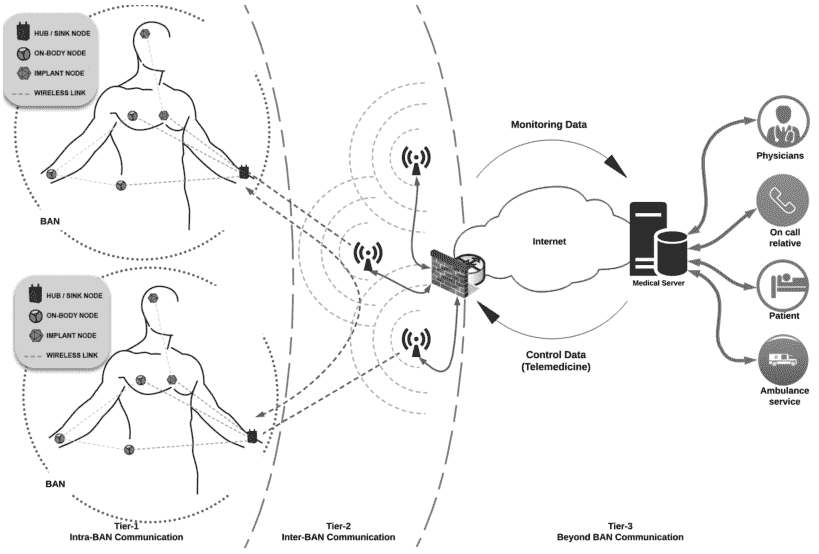 HUB / SINK NODE
ON-BODY NODE
IMPLANT NODE
WIRELESS LINK
BAN
HUB / SINK NODE
ON-BODY NODE
IMPLANT NODE
WIRELESS LINK
BAN
Monitoring Data
Internet
Medical Server
Control Data
(Telemedicine)
Physicians
On call
relative
Patient
Ambulance
service
Tier-1
Intra-BAN Communication
Tier-2
Inter-BAN Communication
Tier-3
Beyond BAN Communication